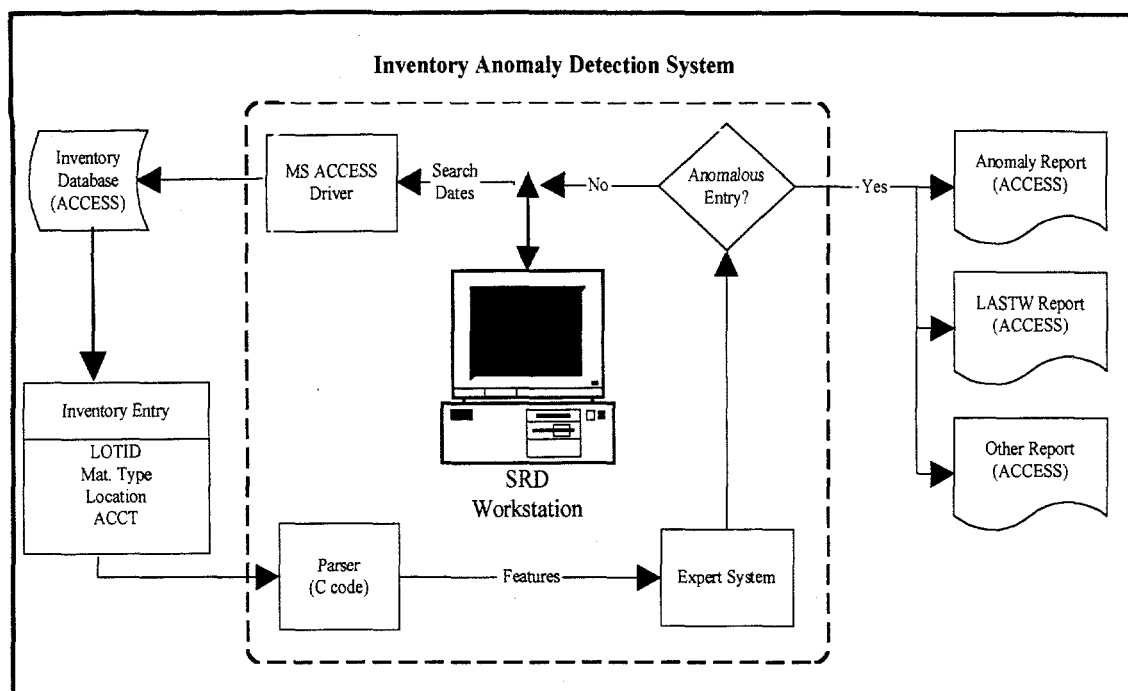 Inventory Anomaly Detection System
Inventory
Database
(ACCESS)
MS ACCESS
Driver
Search
Dates
No
Anomalous
Entry?
Yes
Anomaly Report
(ACCESS)
LASTW Report
(ACCESS)
Other Report
(ACCESS)
Inventory Entry
LOTID
Mat. Type
Location
ACCT
SRD
Workstation
Parser
(C code)
Features
Expert System